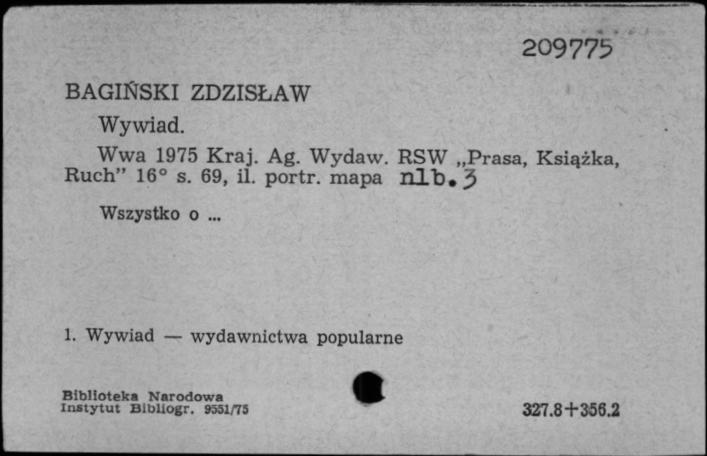 209775
BAGIŃSKI ZDZISŁAW
Wywiad.
Wwa 1975 Kraj. Ag. Wydaw. RSW „Prasa, Książka,
Ruch” 16° s. 69, il. portr. mapa nlb. 3
Wszystko o ...
1. Wywiad — wydawnictwa popularne
Biblioteka Narodowa
Instytut Bibliogr. 9551/75
327.8+356.2